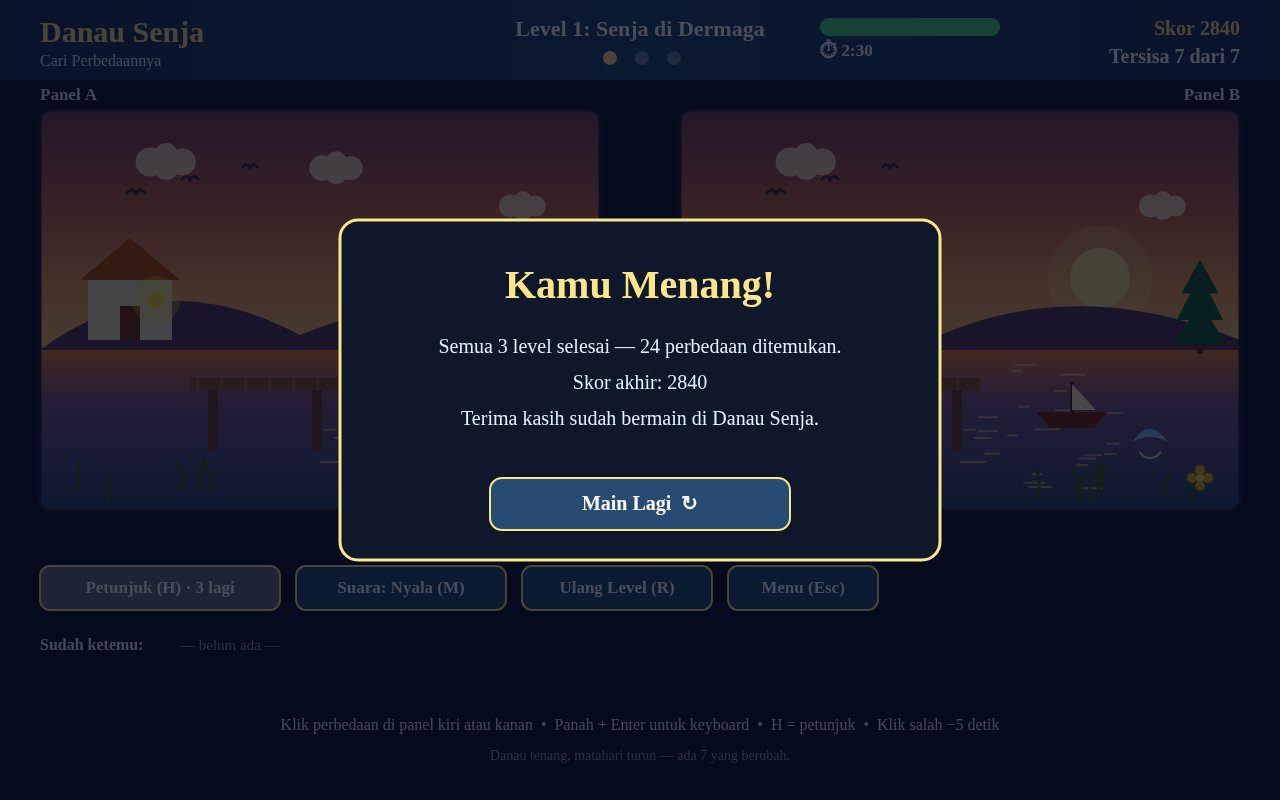 Danau Senja
Cari Perbedaannya
Level 1: Senja di Dermaga
⏱ 2:30
Skor 2840
Tersisa 7 dari 7
Panel A
Panel B
Kamu Menang!
Semua 3 level selesai — 24 perbedaan ditemukan.
Skor akhir: 2840
Terima kasih sudah bermain di Danau Senja.
Main Lagi ↻
Petunjuk (H) · 3 lagi
Suara: Nyala (M)
Ulang Level (R)
Menu (Esc)
Sudah ketemu: — belum ada —
Klik perbedaan di panel kiri atau kanan • Panah + Enter untuk keyboard • H = petunjuk • Klik salah −5 detik
Danau tenang, matahari turun — ada 7 yang berubah.